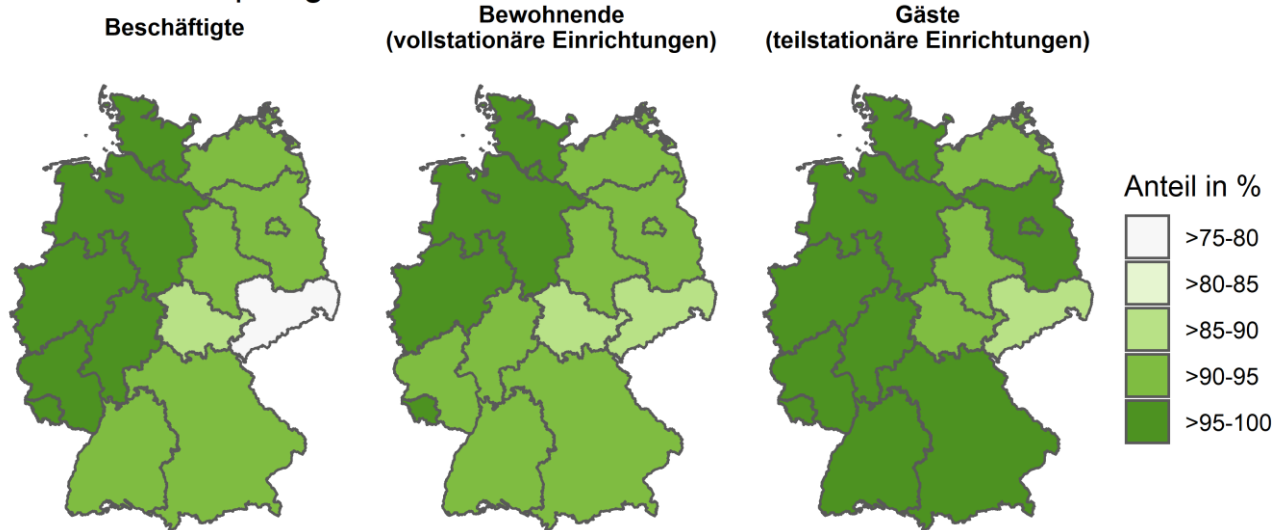 Beschäftigte
Bewohnende
(vollstationäre Einrichtungen)
Gäste
(teilstationäre Einrichtungen)
Anteil in %
>75-80
>80-85
>85-90
>90-95
>95-100